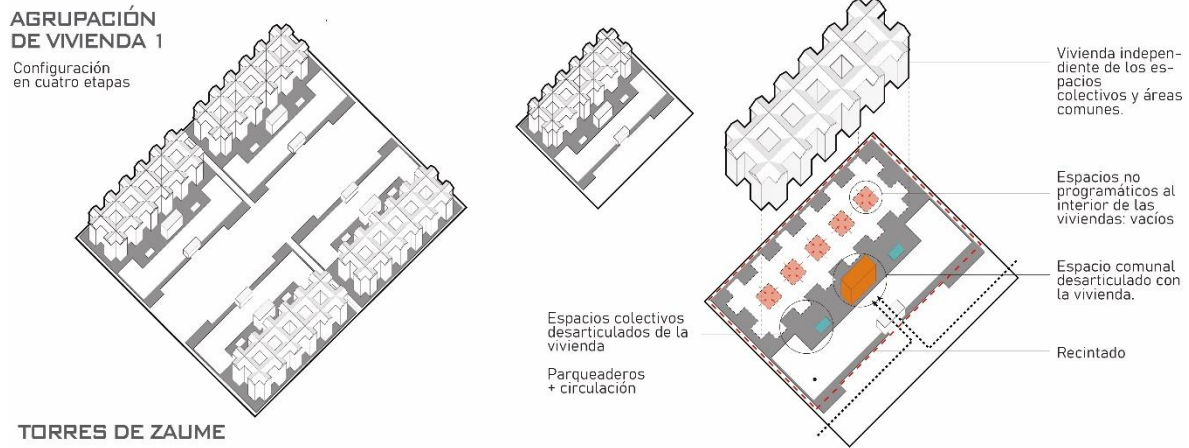 AGRUPACIÓN
DE VIVIENDA 1
Configuración
en cuatro etapas
TORRES DE ZAUME
Espacios colectivos
desarticulados de la
vivienda
Parqueaderos
+ circulación
Vivienda indepen-
diente de los es-
pacios
colectivos y áreas
comunes.
Espacios no
programáticos al
interior de las
viviendas: vacíos
Espacio comunal
desarticulado con
la vivienda.
Recintado